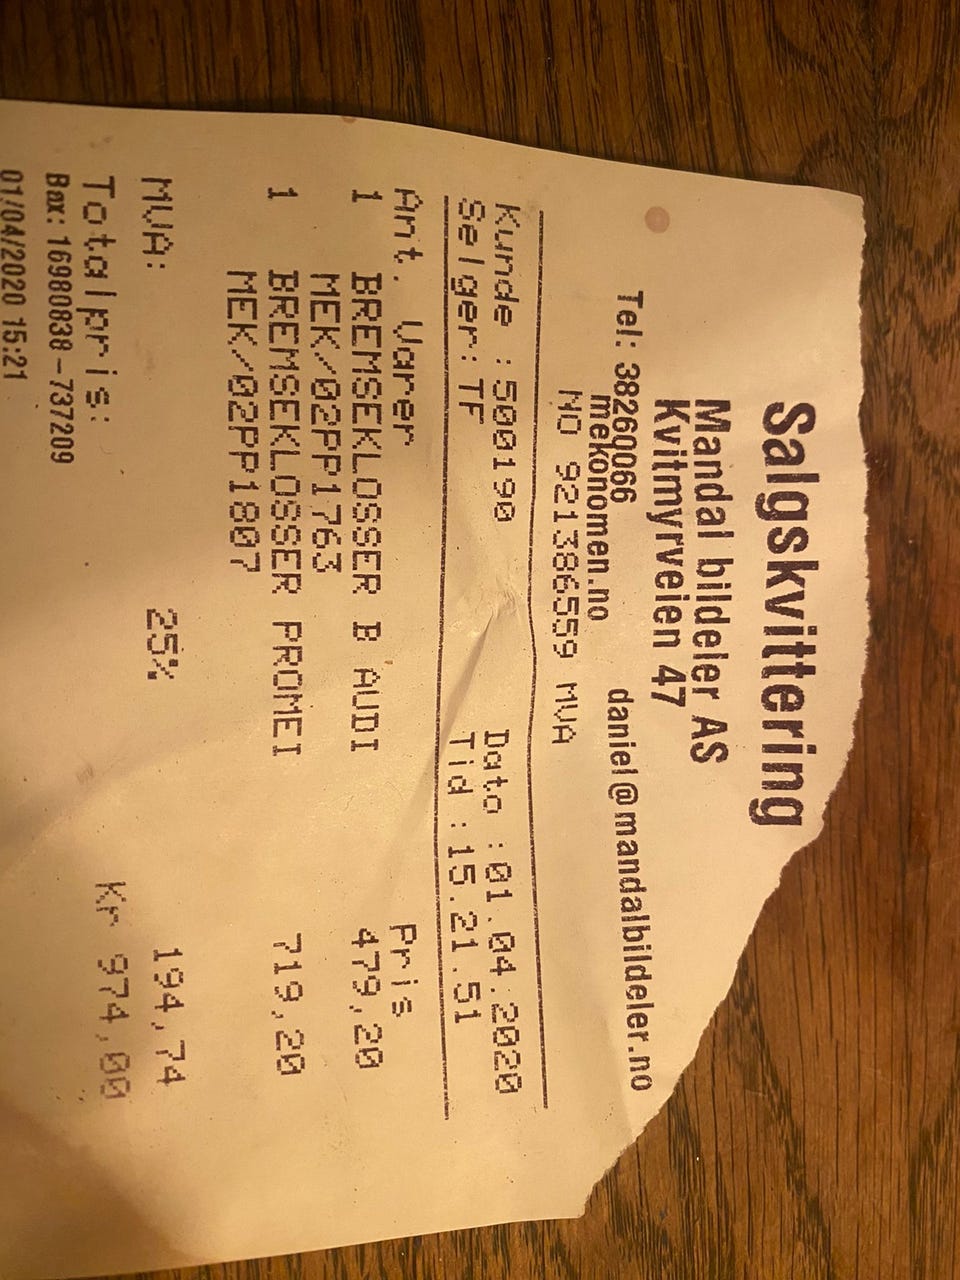 Salgskvittering
Mandal bildeler AS
Kvitmyrveien 47
Tel: 38260066 daniel@mandalbildeler.no
mekonomen.no
NO 921386559 MVA
Kunde :500190 Dato :01.04.2020
Selger:TF Tid :15.21.51
Ant. Varer Pris
1 BREMSEKLOSSER B AUDI 479,20
MEK/02PP1763
1 BREMSEKLOSSER PROMEI 719,20
MEK/02PP1807
MVA: 25% 194,74
Totalpris: Kr 974,00
Bax: 16980838-737209
01/04/2020 15:21